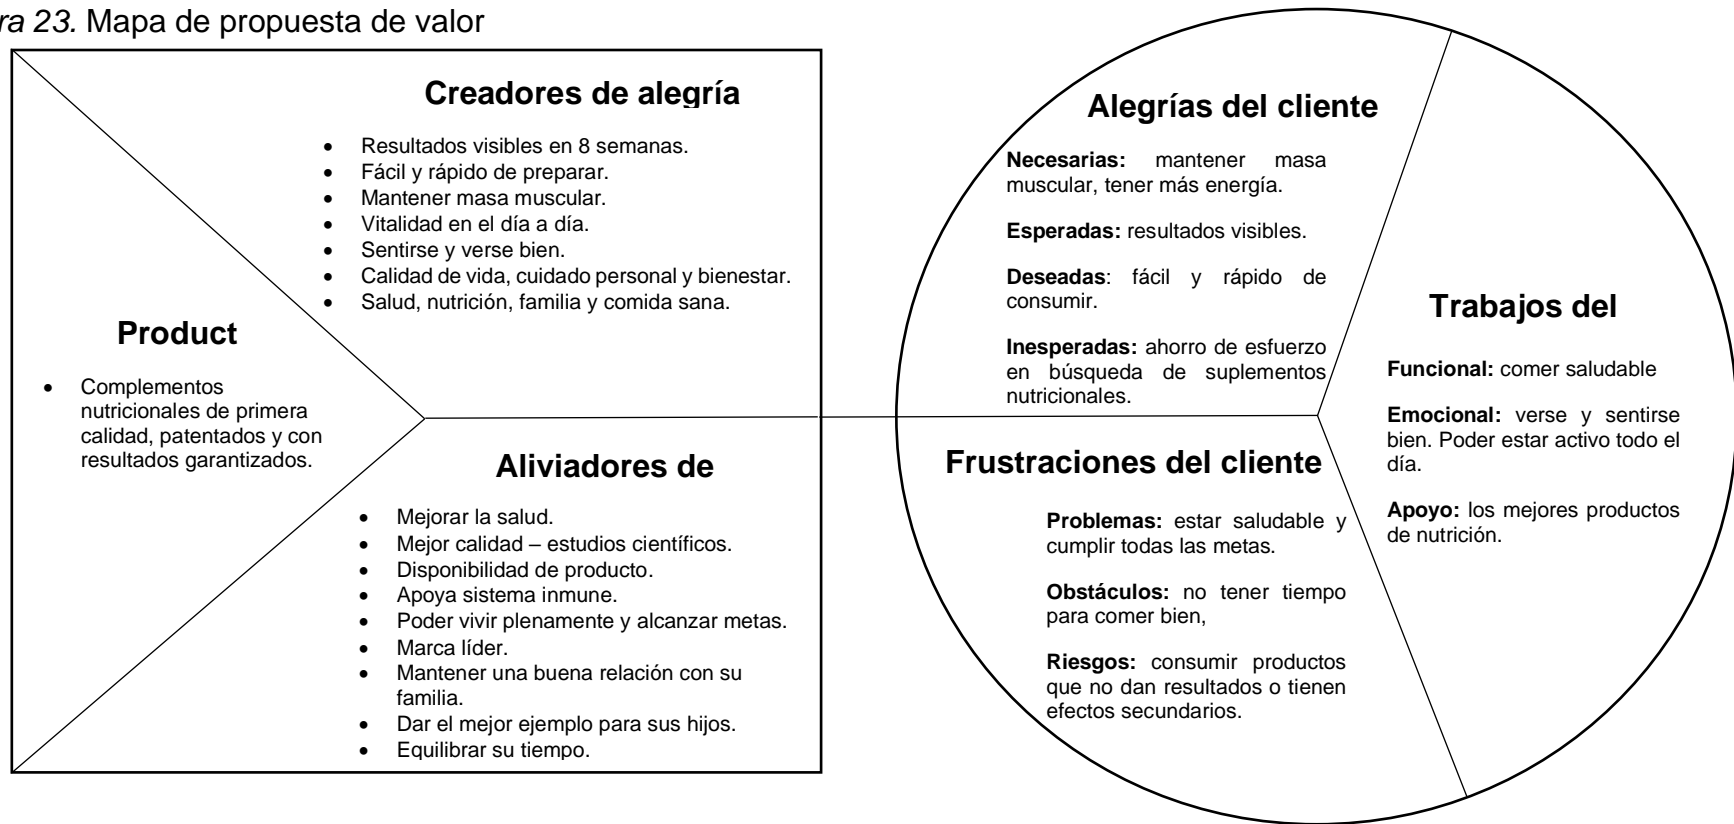 ra 23. Mapa de propuesta de valor
Creadores de alegría
• Resultados visibles en 8 semanas.
• Fácil y rápido de preparar.
• Mantener masa muscular.
• Vitalidad en el día a día.
• Sentirse y verse bien.
• Calidad de vida, cuidado personal y bienestar.
• Salud, nutrición, familia y comida sana.
Product
• Complementos
nutricionales de primera
calidad, patentados y con
resultados garantizados.
Aliviadores de
• Mejorar la salud.
• Mejor calidad – estudios científicos.
• Disponibilidad de producto.
• Apoya sistema inmune.
• Poder vivir plenamente y alcanzar metas.
• Marca líder.
• Mantener una buena relación con su
familia.
• Dar el mejor ejemplo para sus hijos.
• Equilibrar su tiempo.
Alegrías del cliente
Necesarias: mantener masa
muscular, tener más energía.
Esperadas: resultados visibles.
Deseadas: fácil y rápido de
consumir.
Inesperadas: ahorro de esfuerzo
en búsqueda de suplementos
nutricionales.
Frustraciones del cliente
Problemas: estar saludable y
cumplir todas las metas.
Obstáculos: no tener tiempo
para comer bien,
Riesgos: consumir productos
que no dan resultados o tienen
efectos secundarios.
Trabajos del
Funcional: comer saludable
Emocional: verse y sentirse
bien. Poder estar activo todo el
día.
Apoyo: los mejores productos
de nutrición.